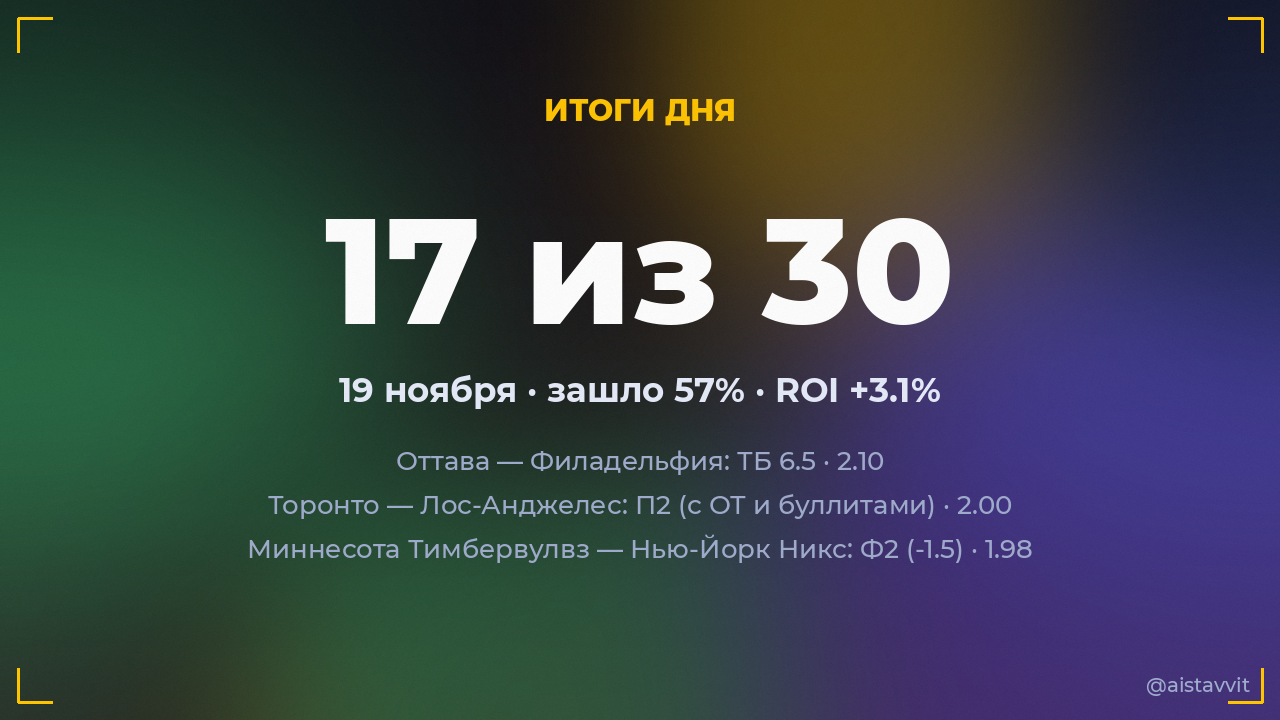 ИТОГИ ДНЯ
17 из 30
19 ноября · зашло 57% · ROI +3.1%
Оттава — Филадельфия: ТБ 6.5 · 2.10
Торонто — Лос-Анджелес: П2 (с ОТ и буллитами) · 2.00
Миннесота Тимбервулвз — Нью-Йорк Никс: Ф2 (-1.5) · 1.98
@aistavvit